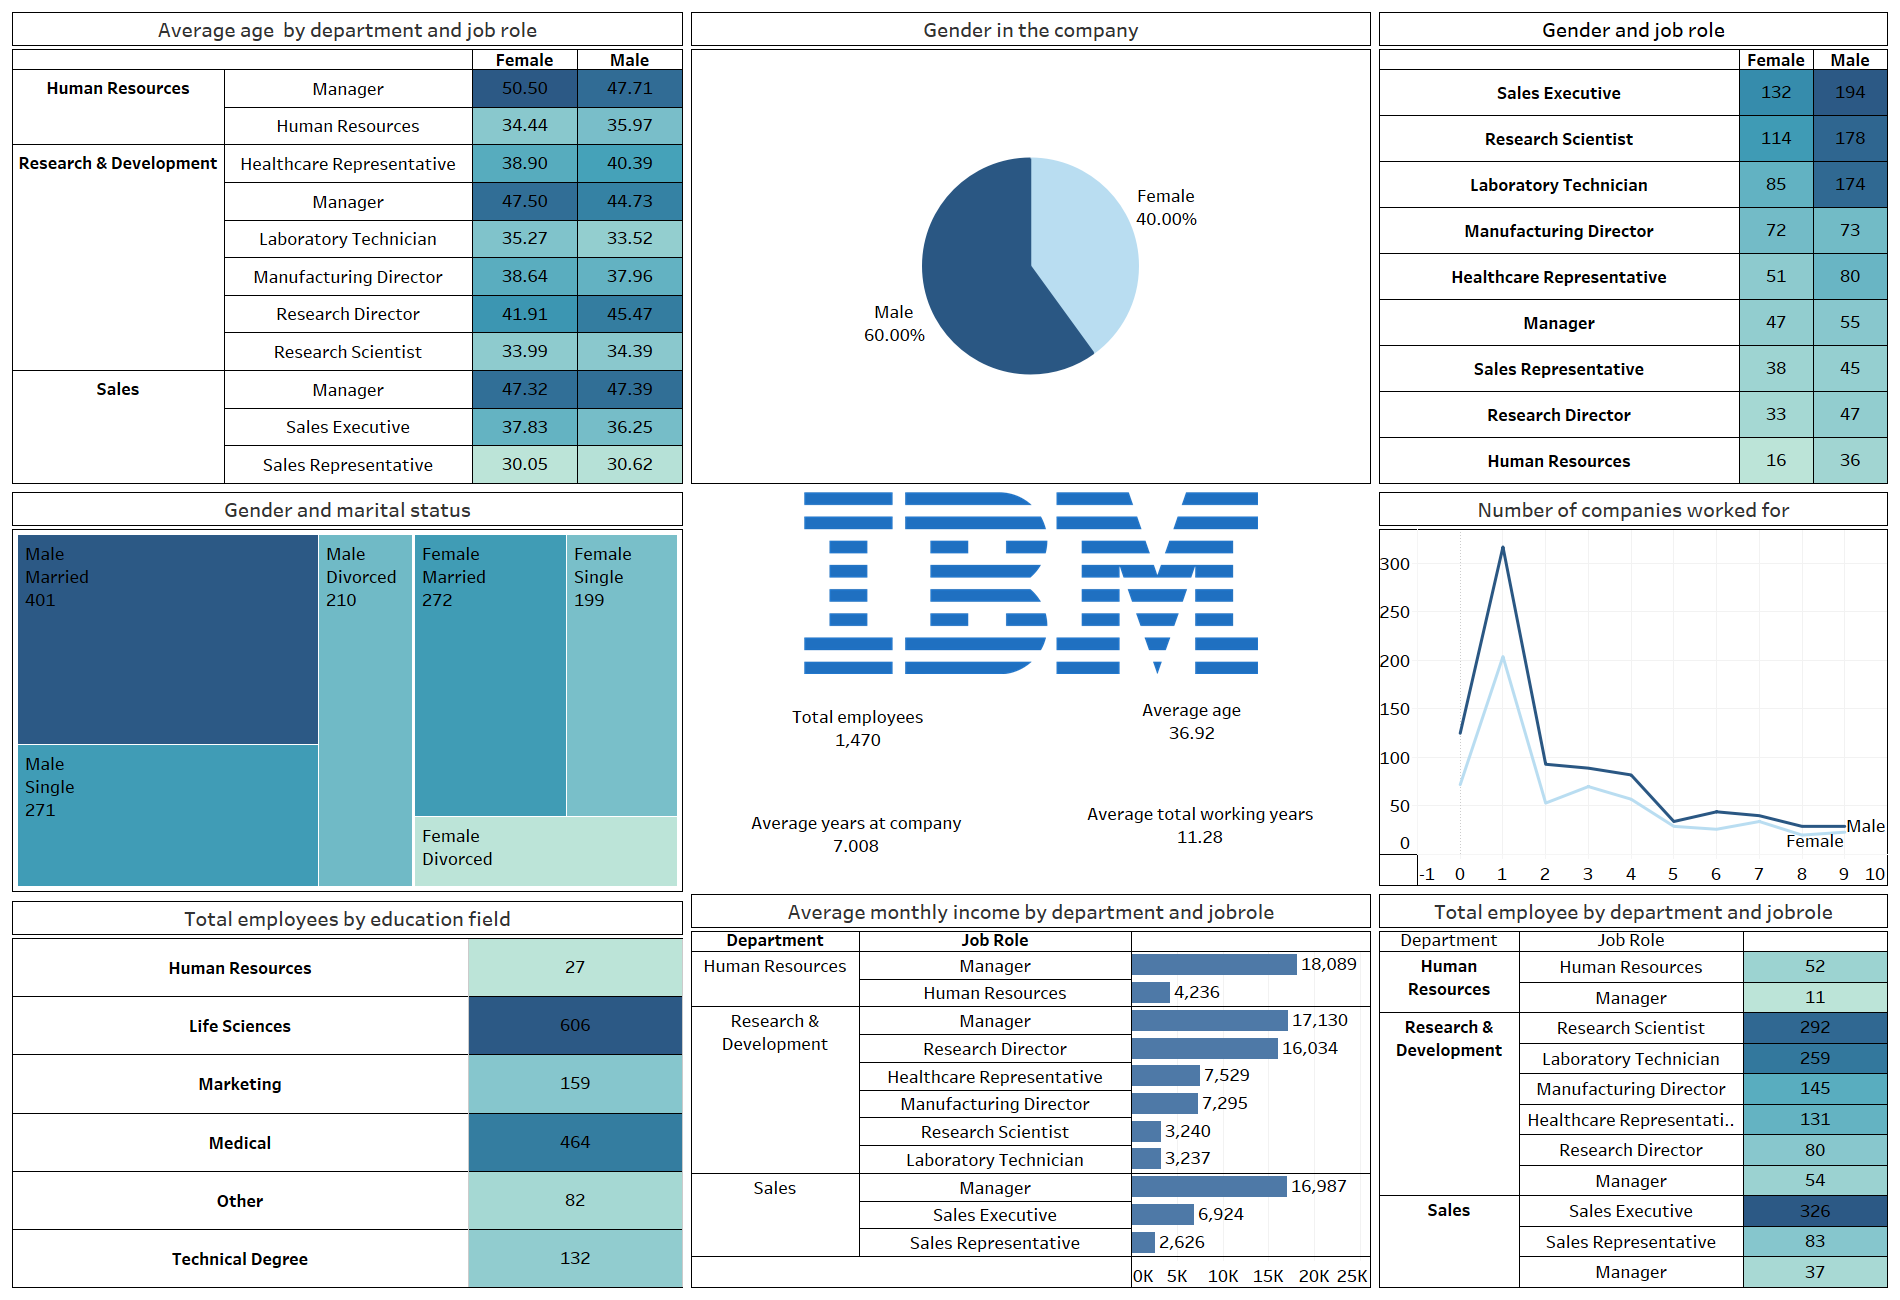 Average age by department and job role
Female Male
Human Resources Manager 50.50 47.71
Human Resources 34.44 35.97
Research & Development Healthcare Representative 38.90 40.39
Manager 47.50 44.73
Laboratory Technician 35.27 33.52
Manufacturing Director 38.64 37.96
Research Director 41.91 45.47
Research Scientist 33.99 34.39
Sales Manager 47.32 47.39
Sales Executive 37.83 36.25
Sales Representative 30.05 30.62
Gender in the company
Female
40.00%
Male
60.00%
Gender and job role
Female Male
Sales Executive 132 194
Research Scientist 114 178
Laboratory Technician 85 174
Manufacturing Director 72 73
Healthcare Representative 51 80
Manager 47 55
Sales Representative 38 45
Research Director 33 47
Human Resources 16 36
Gender and marital status
Male
Married
401
Male
Single
271
Male
Divorced
210
Female
Married
272
Female
Single
199
Female
Divorced
IBM
Total employees
1,470
Average age
36.92
Average years at company
7.008
Average total working years
11.28
Number of companies worked for
300
250
200
150
100
50
0
Male
Female
-1 0 1 2 3 4 5 6 7 8 9 10
Total employees by education field
Human Resources 27
Life Sciences 606
Marketing 159
Medical 464
Other 82
Technical Degree 132
Average monthly income by department and jobrole
Department Job Role
Human Resources Manager 18,089
Human Resources 4,236
Research &
Development
Manager 17,130
Research Director 16,034
Healthcare Representative 7,529
Manufacturing Director 7,295
Research Scientist 3,240
Laboratory Technician 3,237
Sales Manager 16,987
Sales Executive 6,924
Sales Representative 2,626
0K 5K 10K 15K 20K 25K
Total employee by department and jobrole
Department Job Role
Human
Resources
Human Resources 52
Manager 11
Research &
Development
Research Scientist 292
Laboratory Technician 259
Manufacturing Director 145
Healthcare Representati.. 131
Research Director 80
Manager 54
Sales Sales Executive 326
Sales Representative 83
Manager 37